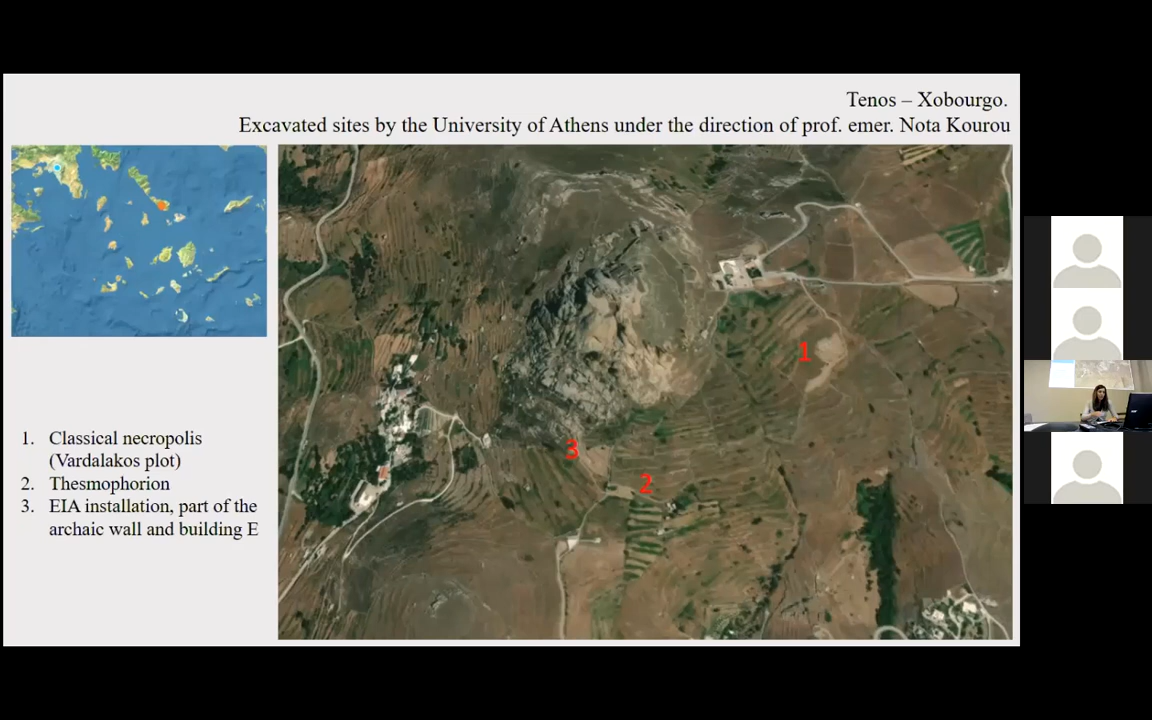 Tenos – Xobourgo.
Excavated sites by the University of Athens under the direction of prof. emer. Nota Kourou
1
3
2
1. Classical necropolis
(Vardalakos plot)
2. Thesmophorion
3. EIA installation, part of the
archaic wall and building E